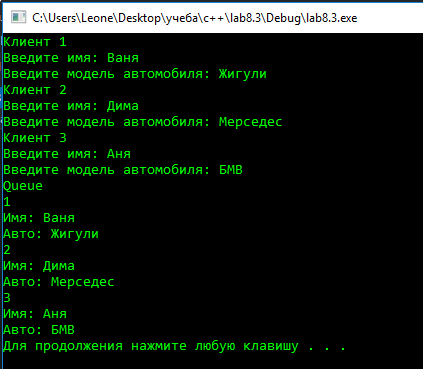 C:\Users\Leone\Desktop\учеба\c++\lab8.3\Debug\lab8.3.exe
Клиент 1
Введите имя: Ваня
Введите модель автомобиля: Жигули
Клиент 2
Введите имя: Дима
Введите модель автомобиля: Мерседес
Клиент 3
Введите имя: Аня
Введите модель автомобиля: БМВ
Queue
1
Имя: Ваня
Авто: Жигули
2
Имя: Дима
Авто: Мерседес
3
Имя: Аня
Авто: БМВ
Для продолжения нажмите любую клавишу . . .